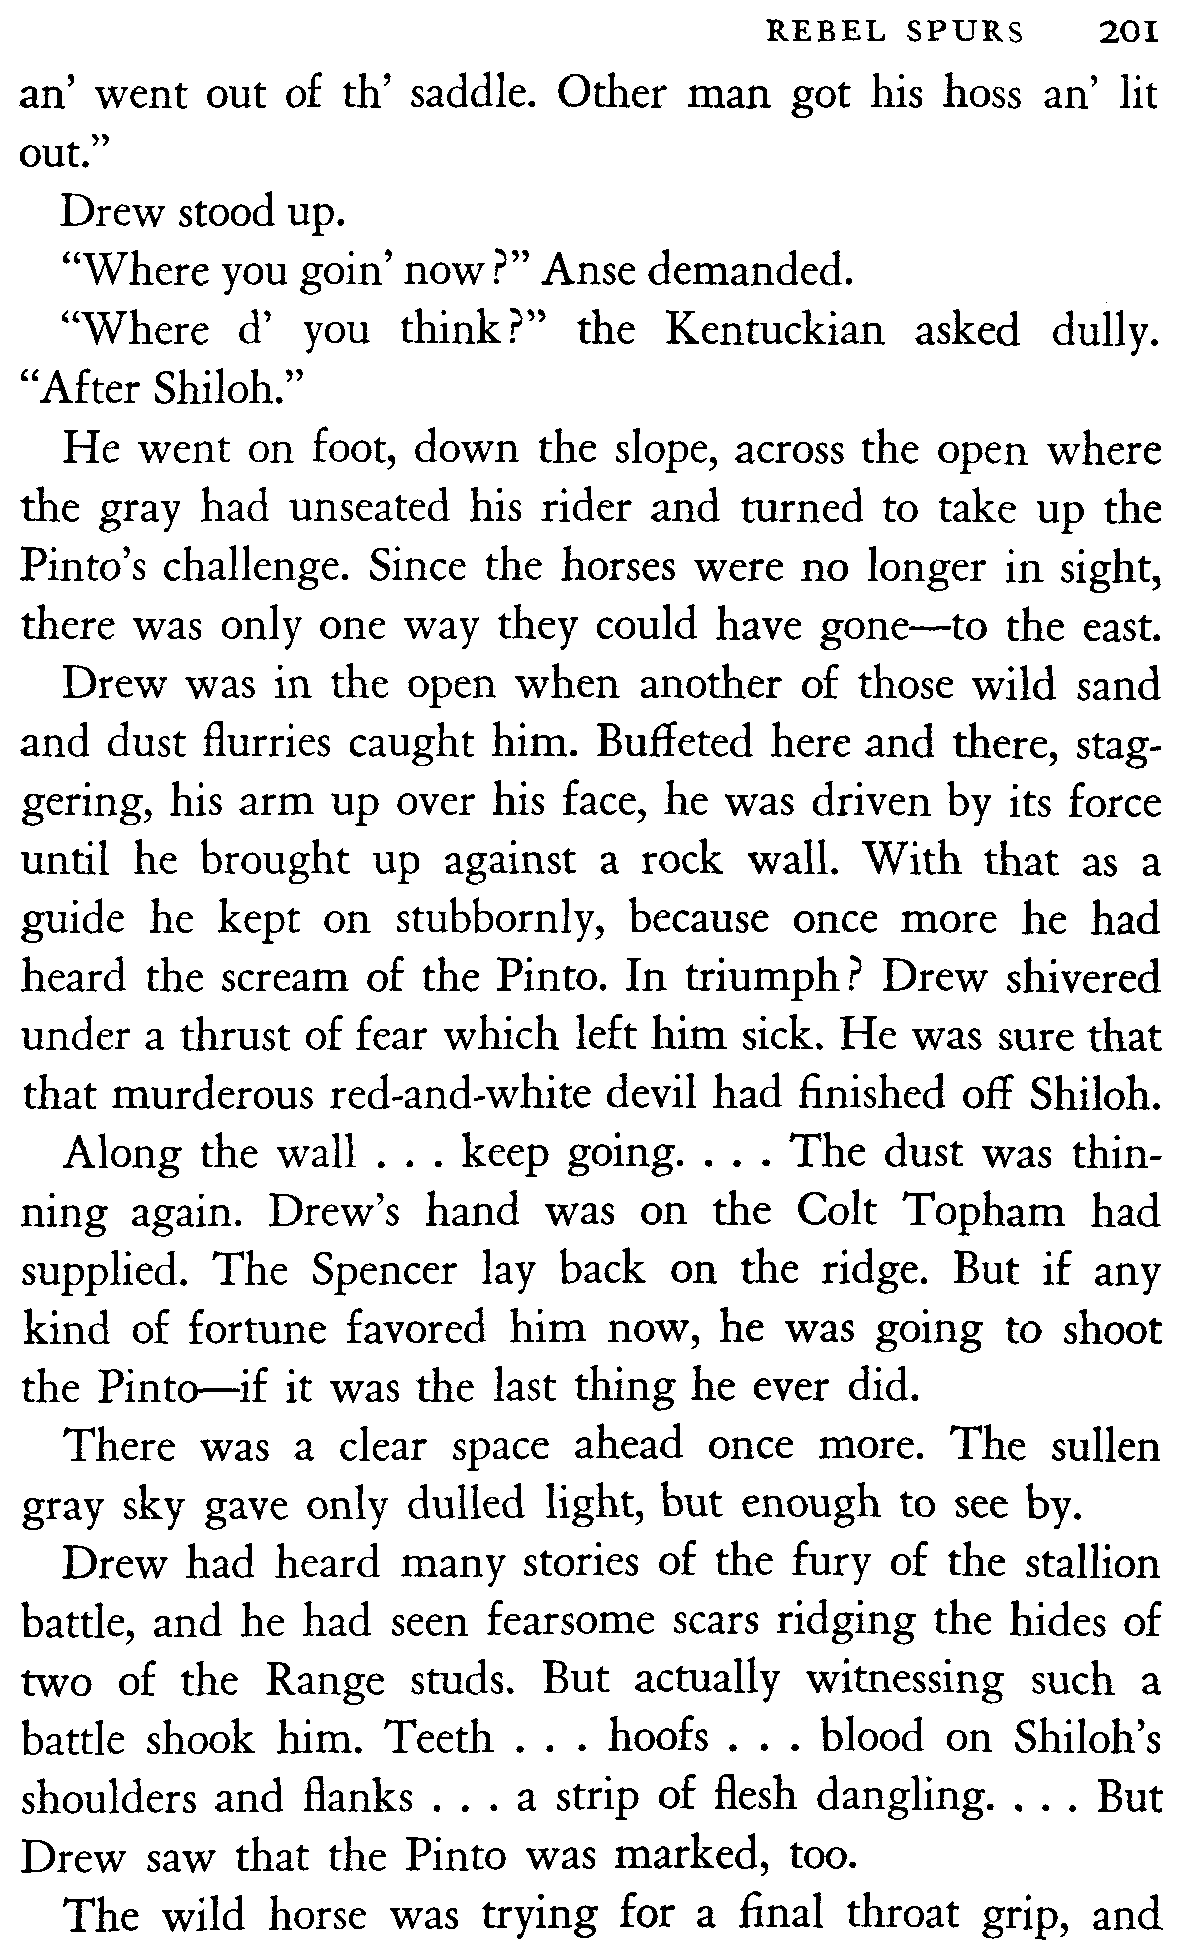 REBEL SPURS 201
an’ went out of th’ saddle. Other man got his hoss an’ lit
out.”
Drew stood up.
“Where you goin’ now?” Anse demanded.
“Where d’ you think?” the Kentuckian asked dully.
“After Shiloh.”
He went on foot, down the slope, across the open where
the gray had unseated his rider and turned to take up the
Pinto’s challenge. Since the horses were no longer in sight,
there was only one way they could have gone—to the east.
Drew was in the open when another of those wild sand
and dust flurries caught him. Buffeted here and there, stag-
gering, his arm up over his face, he was driven by its force
until he brought up against a rock wall. With that as a
guide he kept on stubbornly, because once more he had
heard the scream of the Pinto. In triumph? Drew shivered
under a thrust of fear which left him sick. He was sure that
that murderous red-and-white devil had finished off Shiloh.
Along the wall . . . keep going. . . . The dust was thin-
ning again. Drew’s hand was on the Colt Topham had
supplied. The Spencer lay back on the ridge. But if any
kind of fortune favored him now, he was going to shoot
the Pinto—if it was the last thing he ever did.
There was a clear space ahead once more. The sullen
gray sky gave only dulled light, but enough to see by.
Drew had heard many stories of the fury of the stallion
battle, and he had seen fearsome scars ridging the hides of
two of the Range studs. But actually witnessing such a
battle shook him. Teeth . . . hoofs . . . blood on Shiloh’s
shoulders and flanks . . . a strip of flesh dangling. . . . But
Drew saw that the Pinto was marked, too.
The wild horse was trying for a final throat grip, and